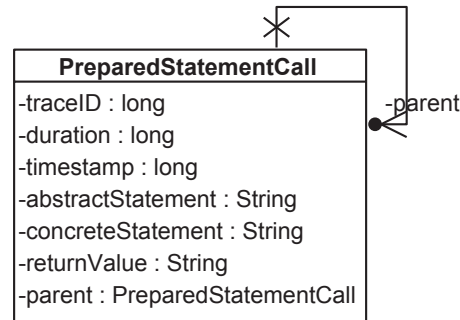 PreparedStatementCall
-traceID : long
-parent
-duration : long
-timestamp : long
-abstractStatement : String
-concreteStatement : String
-returnValue : String
-parent : PreparedStatementCall